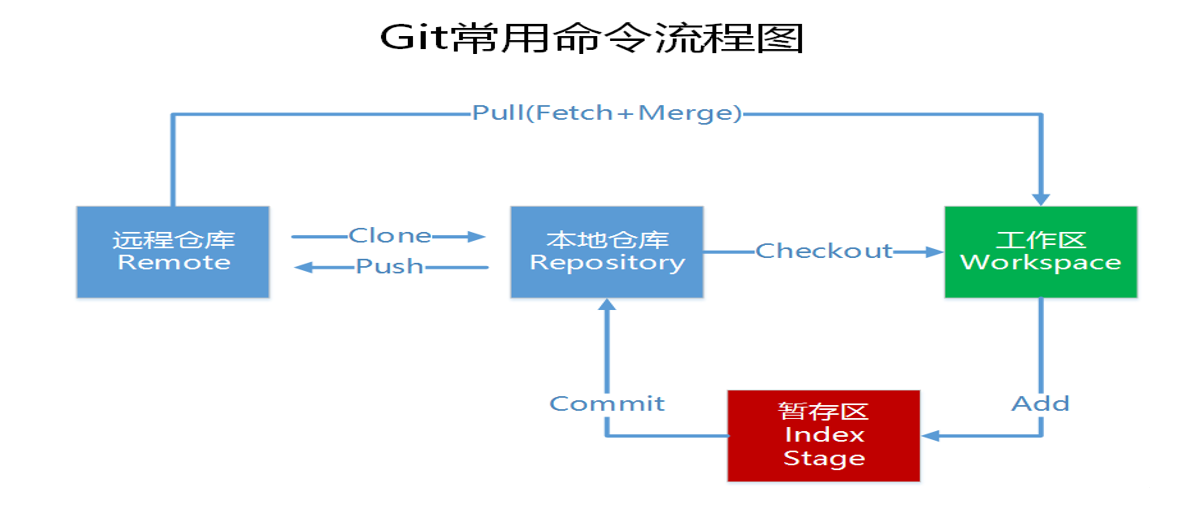 Git常用命令流程图
Pull(Fetch+Merge)
远程仓库
Remote
Clone
Push
本地仓库
Repository
Checkout
工作区
Workspace
Commit
暂存区
Index
Stage
Add